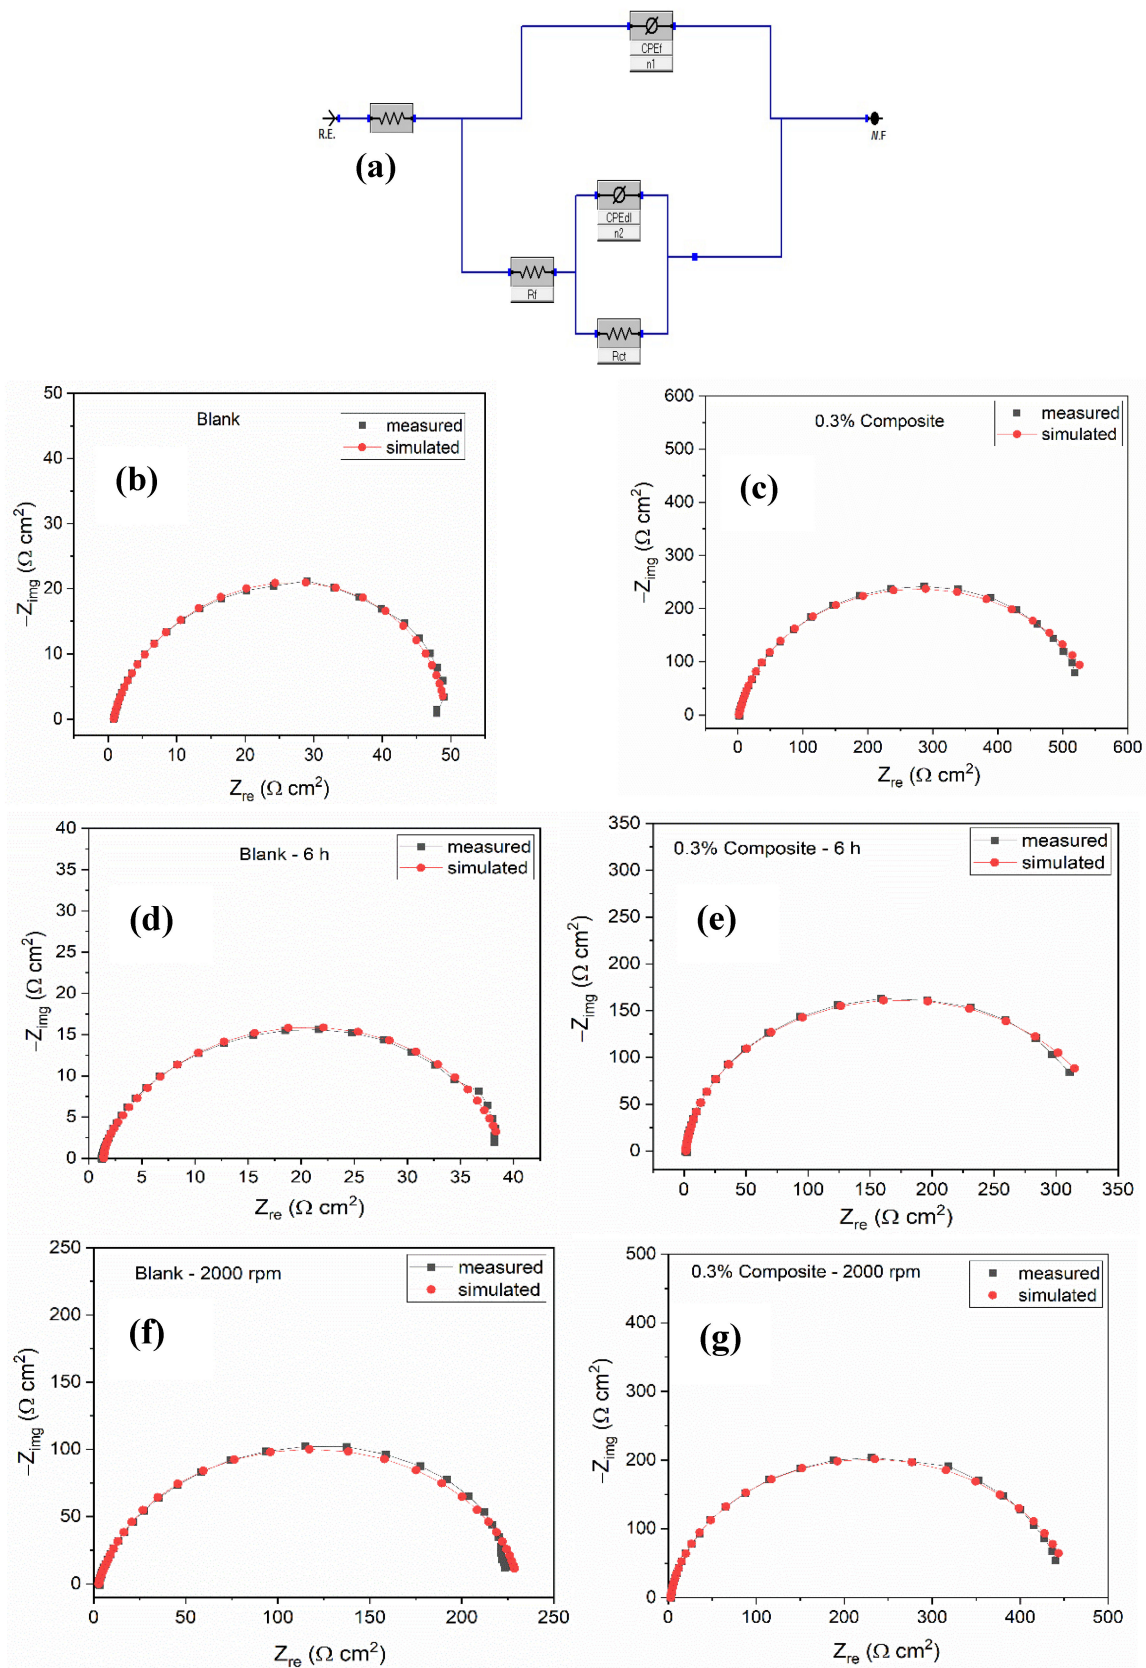 CPEf
n1
R.E.
W.E
(a)
CPEdl
n2
Rf
Rct
Blank
measured
simulated
(b)
50
40
30
20
10
0
−Zimg (Ω cm2)
0 10 20 30 40 50
Zre (Ω cm2)
0.3% Composite
measured
simulated
(c)
600
500
400
300
200
100
0
−Zimg (Ω cm2)
0 100 200 300 400 500 600
Zre (Ω cm2)
Blank - 6 h
measured
simulated
(d)
40
35
30
25
20
15
10
5
0
−Zimg (Ω cm2)
0 5 10 15 20 25 30 35 40
Zre (Ω cm2)
0.3% Composite - 6 h
measured
simulated
(e)
350
300
250
200
150
100
50
0
−Zimg (Ω cm2)
0 50 100 150 200 250 300 350
Zre (Ω cm2)
Blank - 2000 rpm
measured
simulated
(f)
250
200
150
100
50
0
−Zimg (Ω cm2)
0 50 100 150 200 250
Zre (Ω cm2)
0.3% Composite - 2000 rpm
measured
simulated
(g)
500
400
300
200
100
0
−Zimg (Ω cm2)
0 100 200 300 400 500
Zre (Ω cm2)